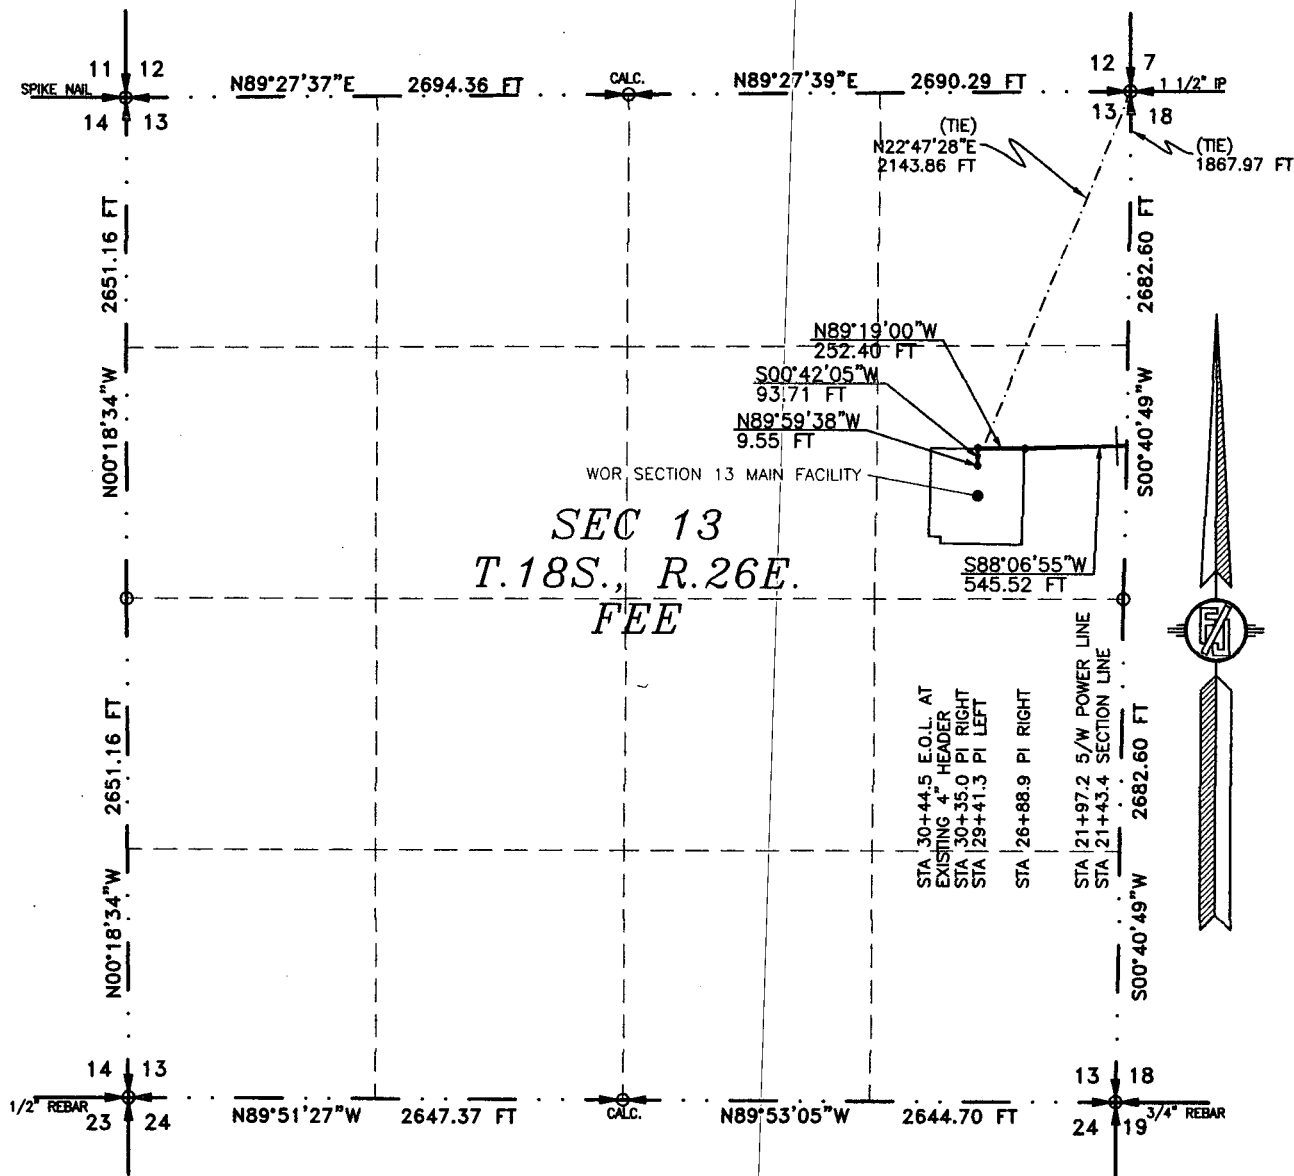 11 12
SPIKE NAIL
14 13
N89°27'37"E 2694.36 FT
CALC.
N89°27'39"E 2690.29 FT
12 7
1 1/2" IP
13 18
(TIE)
N22°47'28"E
2143.86 FT
(TIE)
1867.97 FT
2651.16 FT
N00°18'34"W
2682.60 FT
S00°40'49"W
N89°19'00"W
252.40 FT
S00°42'05"W
93.71 FT
N89°59'38"W
9.55 FT
WOR SECTION 13 MAIN FACILITY
SEC 13
T.18S., R.26E.
FEE
S88°06'55"W
545.52 FT
STA 30+44.5 E.O.L. AT
EXISTING 4" HEADER
STA 30+35.0 PI RIGHT
STA 29+41.3 PI LEFT
STA 26+88.9 PI RIGHT
STA 21+97.2 5/W POWER LINE
STA 21+43.4 SECTION LINE
2651.16 FT
N00°18'34"W
2682.60 FT
S00°40'49"W
14 13
1/2" REBAR
23 24
N89°51'27"W 2647.37 FT
CALC.
N89°53'05"W 2644.70 FT
13 18
3/4" REBAR
24 19